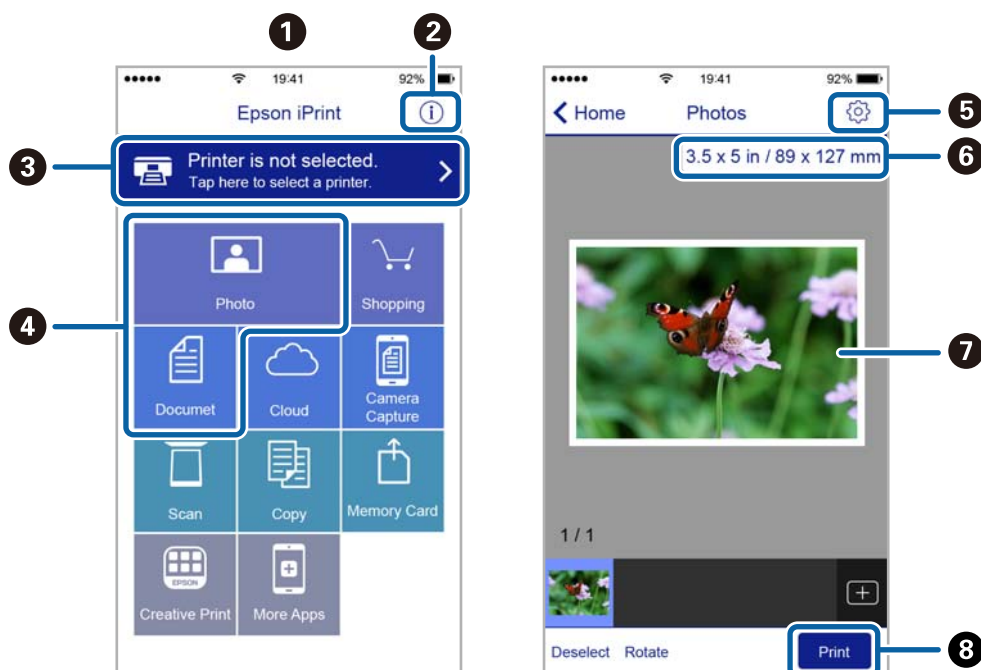 1
2
19:41
92%
Epson iPrint
i
3
Printer is not selected.
Tap here to select a printer.
4
Photo
Shopping
Documet
Cloud
Camera
Capture
Scan
Copy
Memory Card
EPSON
Creative Print
More Apps
19:41
92%
Home
Photos
5
3.5 x 5 in / 89 x 127 mm
6
7
1 / 1
Deselect
Rotate
Print
8